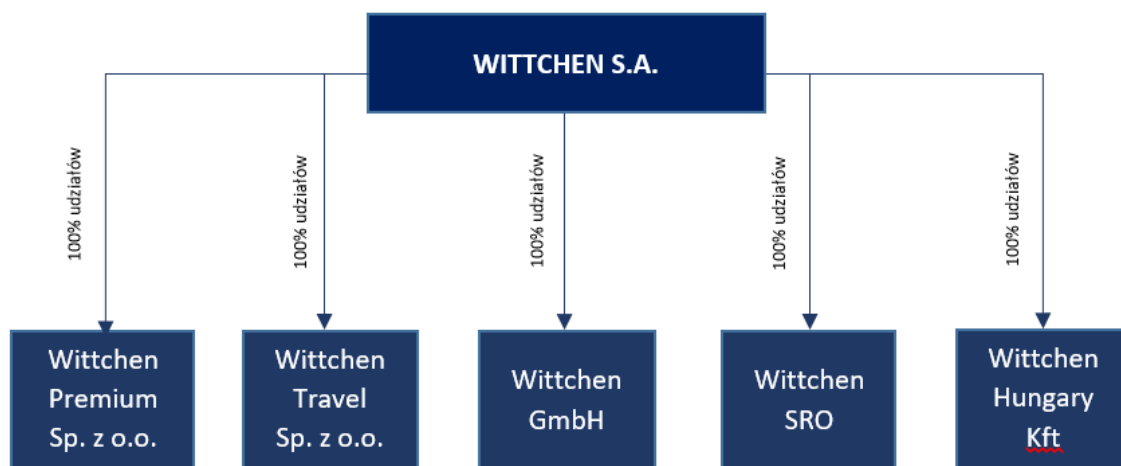 WITTCHEN S.A.
100% udziałów
100% udziałów
100% udziałów
100% udziałów
100% udziałów
Wittchen
Premium
Sp. z o.o.
Wittchen
Travel
Sp. z o.o.
Wittchen
GmbH
Wittchen
SRO
Wittchen
Hungary
Kft